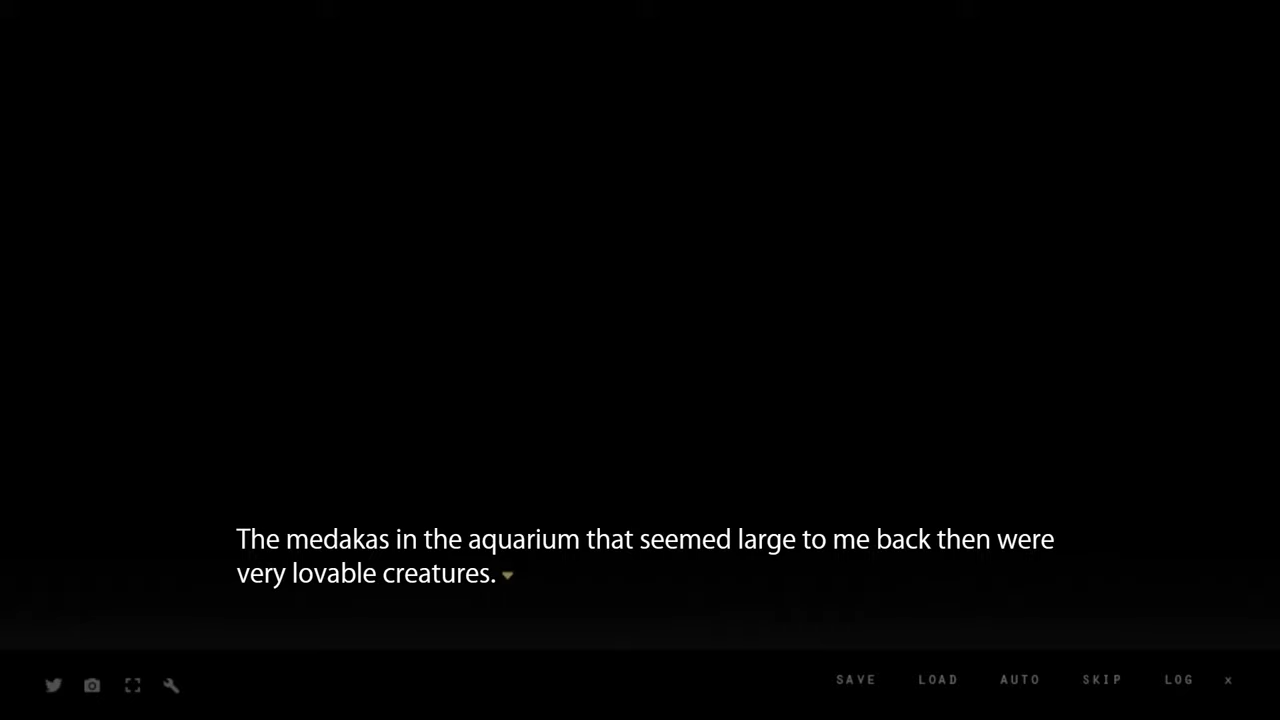 The medakas in the aquarium that seemed large to me back then were
very lovable creatures.
SAVE LOAD AUTO SKIP LOG x